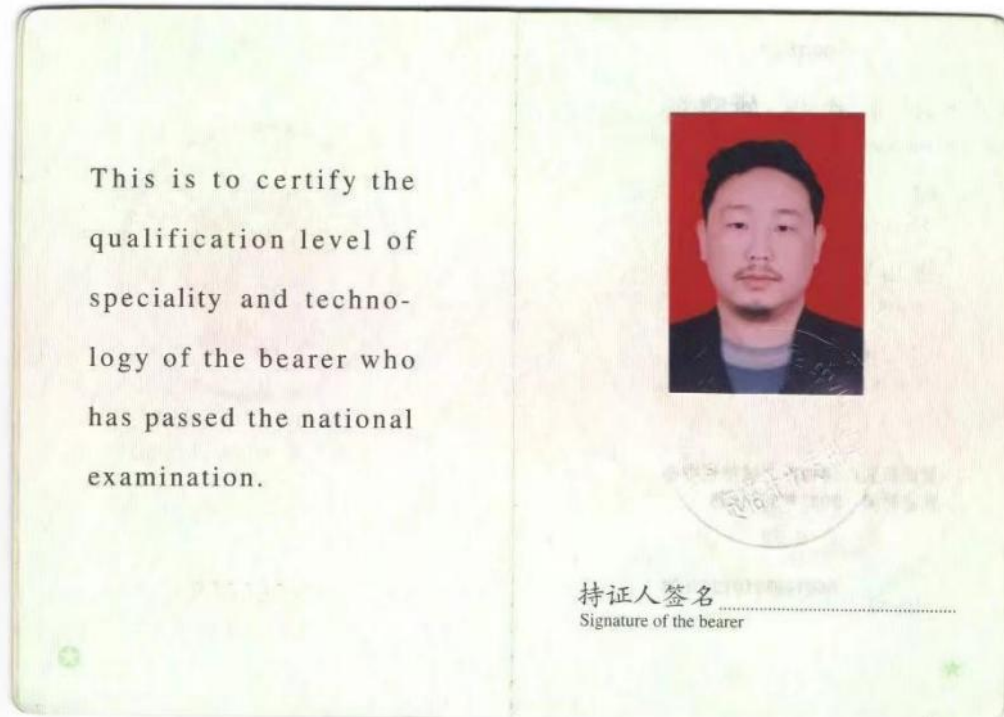 This is to certify the
qualification level of
speciality and techno-
logy of the bearer who
has passed the national
examination.
持证人签名
Signature of the bearer